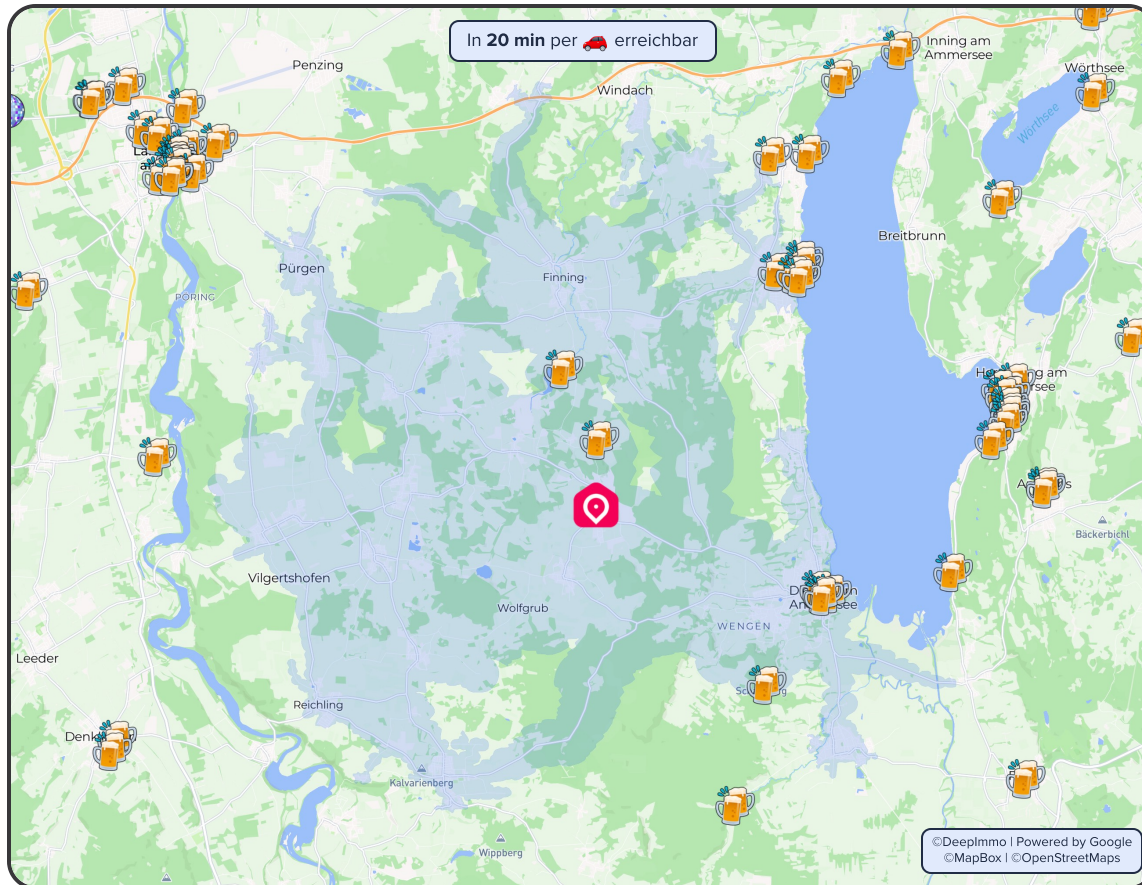 In 20 min per erreichbar
Inning am
Ammersee
Penzing
Wörthsee
Windach
Wörthsee
Breitbrunn
Pürgen
Finning
PÖRING
Bäckerbichl
Vilgertshofen
Wolfgrub
WENGEN
Leeder
Reichling
Kalvarienberg
Wippberg
©DeepImmo | Powered by Google
©MapBox | ©OpenStreetMaps